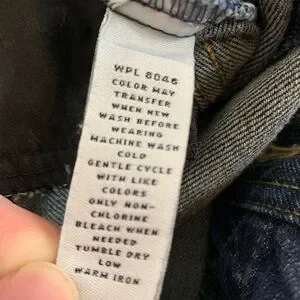 WPL 8046
COLOR MAY
TRANSFER
WHEN NEW
WASH BEFORE
WEARING
MACHINE WASH
COLD
GENTLE CYCLE
WITH LIKE
COLORS
ONLY NON-
CHLORINE
BLEACH WHEN
NEEDED
TUMBLE DRY
LOW
WARM IRON